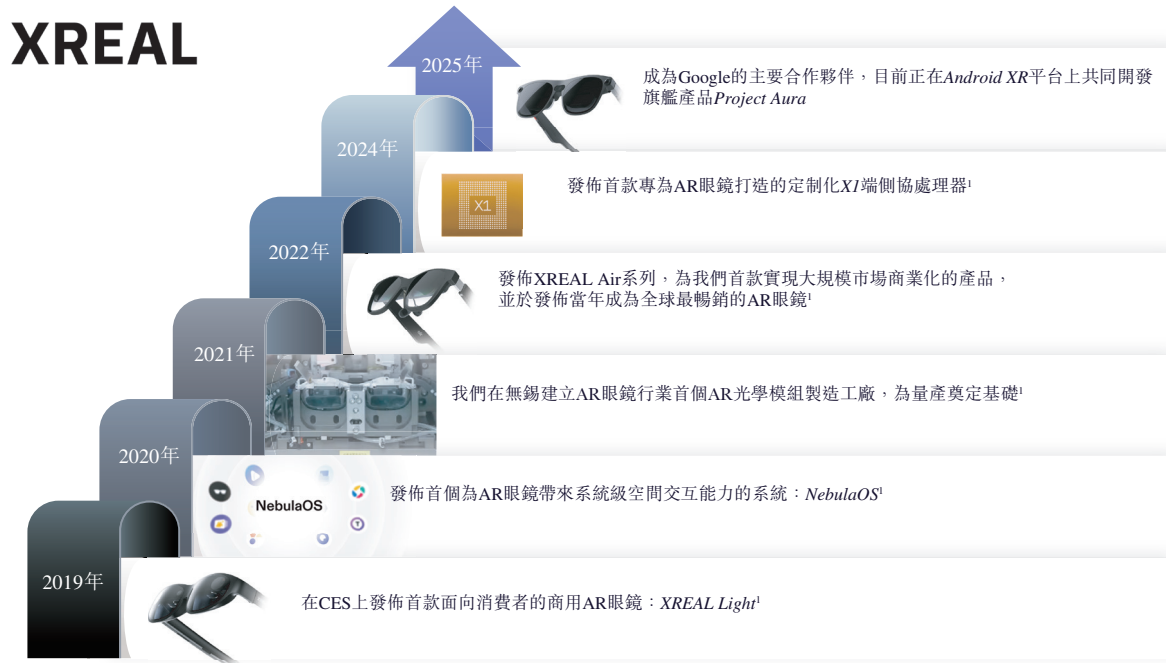 XREAL
2025年
成為Google的主要合作夥伴，目前正在Android XR平台上共同開發
旗艦產品Project Aura
2024年
X1
發佈首款專為AR眼鏡打造的定制化X1端側協處理器¹
2022年
發佈XREAL Air系列，為我們首款實現大規模市場商業化的產品，
並於發佈當年成為全球最暢銷的AR眼鏡¹
2021年
我們在無錫建立AR眼鏡行業首個AR光學模組製造工廠，為量產奠定基礎¹
2020年
NebulaOS
發佈首個為AR眼鏡帶來系統級空間交互能力的系統：NebulaOS¹
2019年
在CES上發佈首款面向消費者的商用AR眼鏡：XREAL Light¹